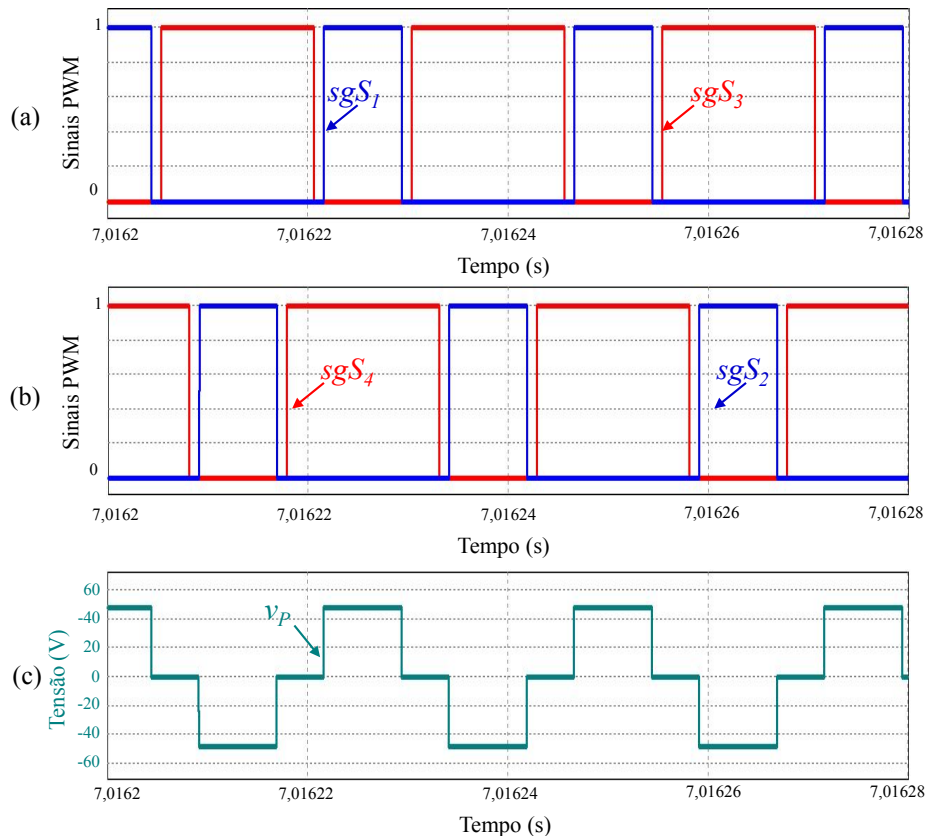 (a)
Sinais PWM
1
0
sgS1
sgS3
7,0162
7,01622
7,01624
7,01626
7,01628
Tempo (s)
(b)
Sinais PWM
1
0
sgS4
sgS2
7,0162
7,01622
7,01624
7,01626
7,01628
Tempo (s)
(c)
Tensão (V)
60
-40
20
0
-20
-40
-60
vP
7,0162
7,01622
7,01624
7,01626
7,01628
Tempo (s)